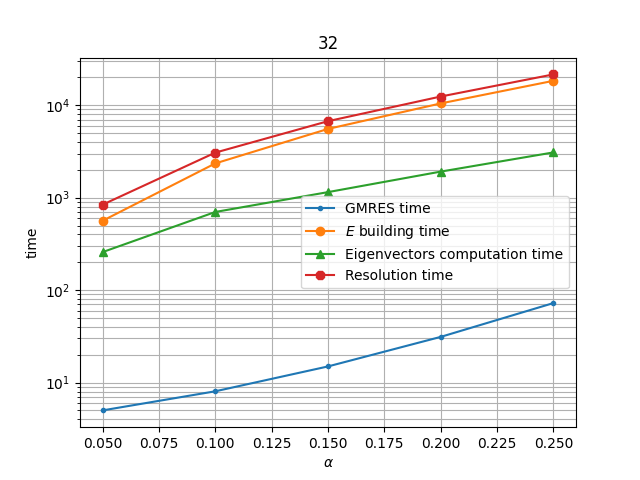 32
10⁴
10³
10²
10¹
time
GMRES time
E building time
Eigenvectors computation time
Resolution time
0.050 0.075 0.100 0.125 0.150 0.175 0.200 0.225 0.250
α